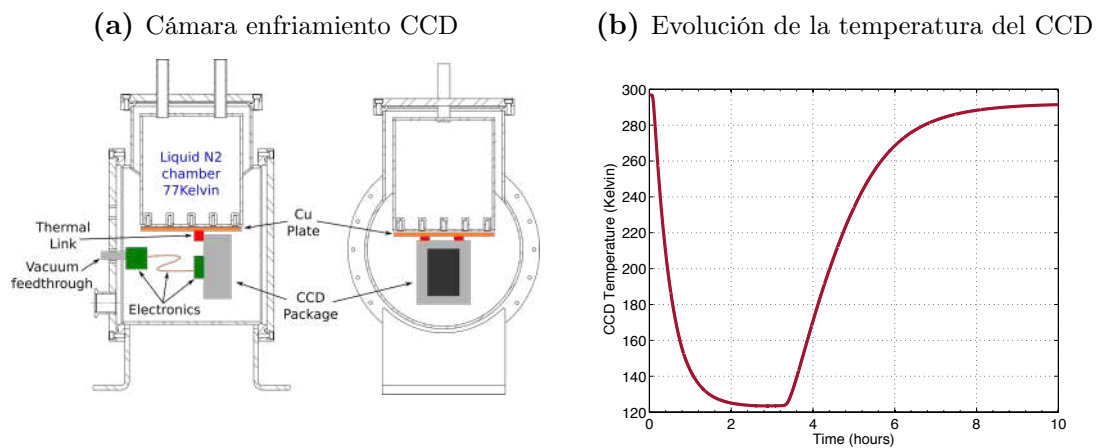 (a) Cámara enfriamiento CCD
Liquid N2
chamber
77Kelvin
Thermal
Link
Vacuum
feedthrough
Electronics
Cu
Plate
CCD
Package
(b) Evolución de la temperatura del CCD
300
280
260
240
220
200
180
160
140
120
CCD Temperature (Kelvin)
0
2
4
6
8
10
Time (hours)